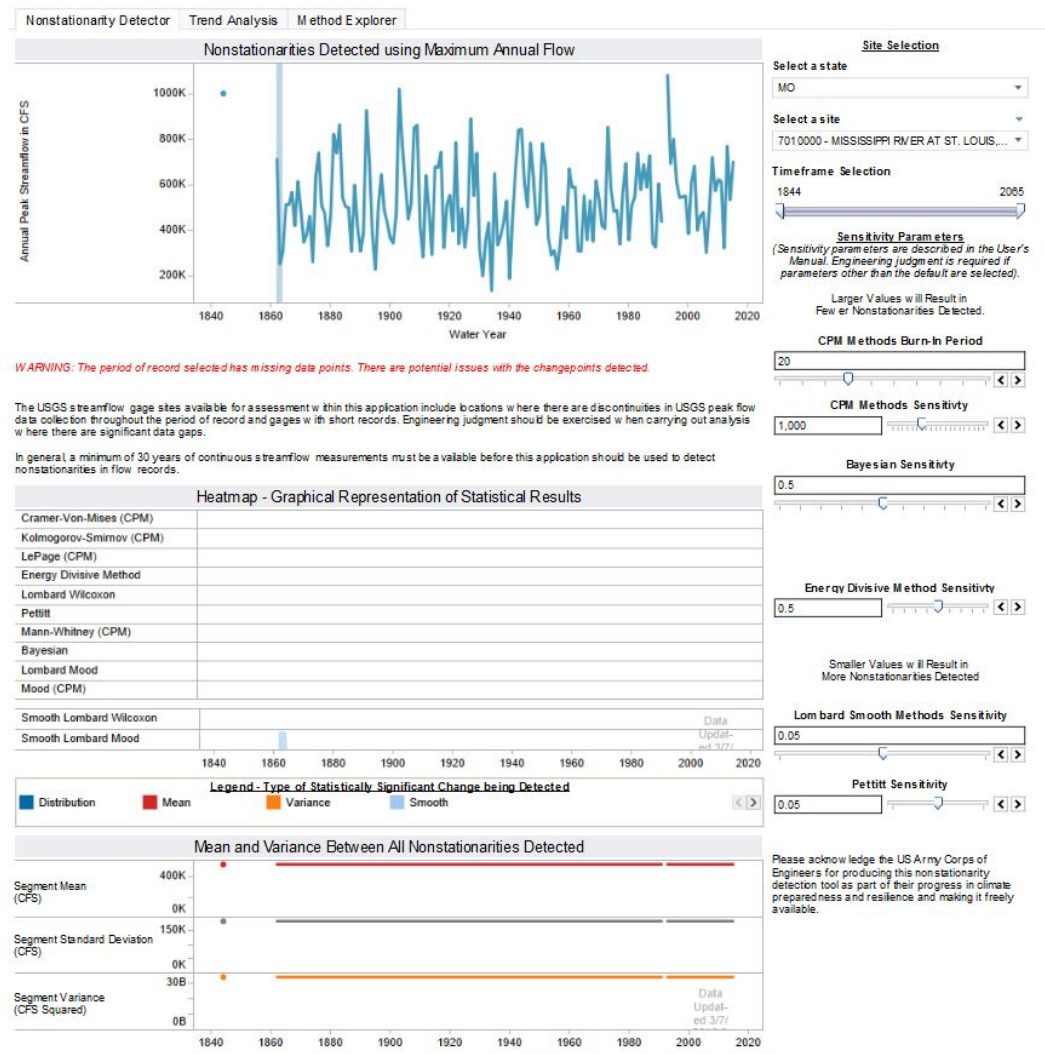 Nonstationarity Detector
Trend Analysis
Method Explorer
Nonstationarities Detected using Maximum Annual Flow
Annual Peak Streamflow in CFS
1000K
800K
600K
400K
200K
1840 1860 1880 1900 1920 1940 1960 1980 2000 2020
Water Year
WARNING: The period of record selected has missing data points. There are potential issues with the changepoints detected.
The USGS streamflow gage sites available for assessment within this application include locations where there are discontinuities in USGS peak flow
data collection throughout the period of record and gages with short records. Engineering judgment should be exercised when carrying out analysis
where there are significant data gaps.
In general, a minimum of 30 years of continuous streamflow measurements must be available before this application should be used to detect
nonstationarities in flow records.
Heatmap - Graphical Representation of Statistical Results
Cramer-Von-Mises (CPM)
Kolmogorov-Smirnov (CPM)
LePage (CPM)
Energy Divisive Method
Lombard Wilcoxon
Pettitt
Mann-Whitney (CPM)
Bayesian
Lombard Mood
Mood (CPM)
Smooth Lombard Wilcoxon
Smooth Lombard Mood
Data
Updat-
ed 3/7/
1840 1860 1880 1900 1920 1940 1960 1980 2000 2020
Legend - Type of Statistically Significant Change being Detected
Distribution
Mean
Variance
Smooth
Mean and Variance Between All Nonstationarities Detected
Segment Mean
(CFS)
400K
0K
Segment Standard Deviation
(CFS)
150K
0K
Segment Variance
(CFS Squared)
30B
0B
Data
Updat-
ed 3/7/
1840 1860 1880 1900 1920 1940 1960 1980 2000 2020
Site Selection
Select a state
MO
Select a site
7010000 - MISSISSIPPI RIVER AT ST. LOUIS,...
Timeframe Selection
1844 2065
Sensitivity Parameters
(Sensitivity parameters are described in the User's
Manual. Engineering judgment is required if
parameters other than the default are selected).
Larger Values will Result in
Fewer Nonstationarities Detected.
CPM Methods Burn-In Period
20
CPM Methods Sensitivty
1,000
Bayesian Sensitivty
0.5
Energy Divisive Method Sensitivty
0.5
Smaller Values will Result in
More Nonstationarities Detected
Lombard Smooth Methods Sensitivity
0.05
Pettitt Sensitivity
0.05
Please acknowledge the US Army Corps of
Engineers for producing this nonstationarity
detection tool as part of their progress in climate
preparedness and resilience and making it freely
available.